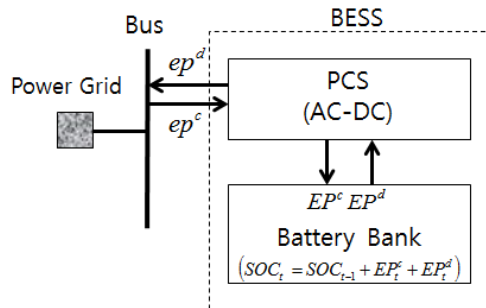 BESS
Bus
ep^d
PCS
(AC-DC)
Power Grid
ep^c
EP^c EP^d
Battery Bank
(SOC_t = SOC_{t-1} + EP_t^c + EP_t^d)